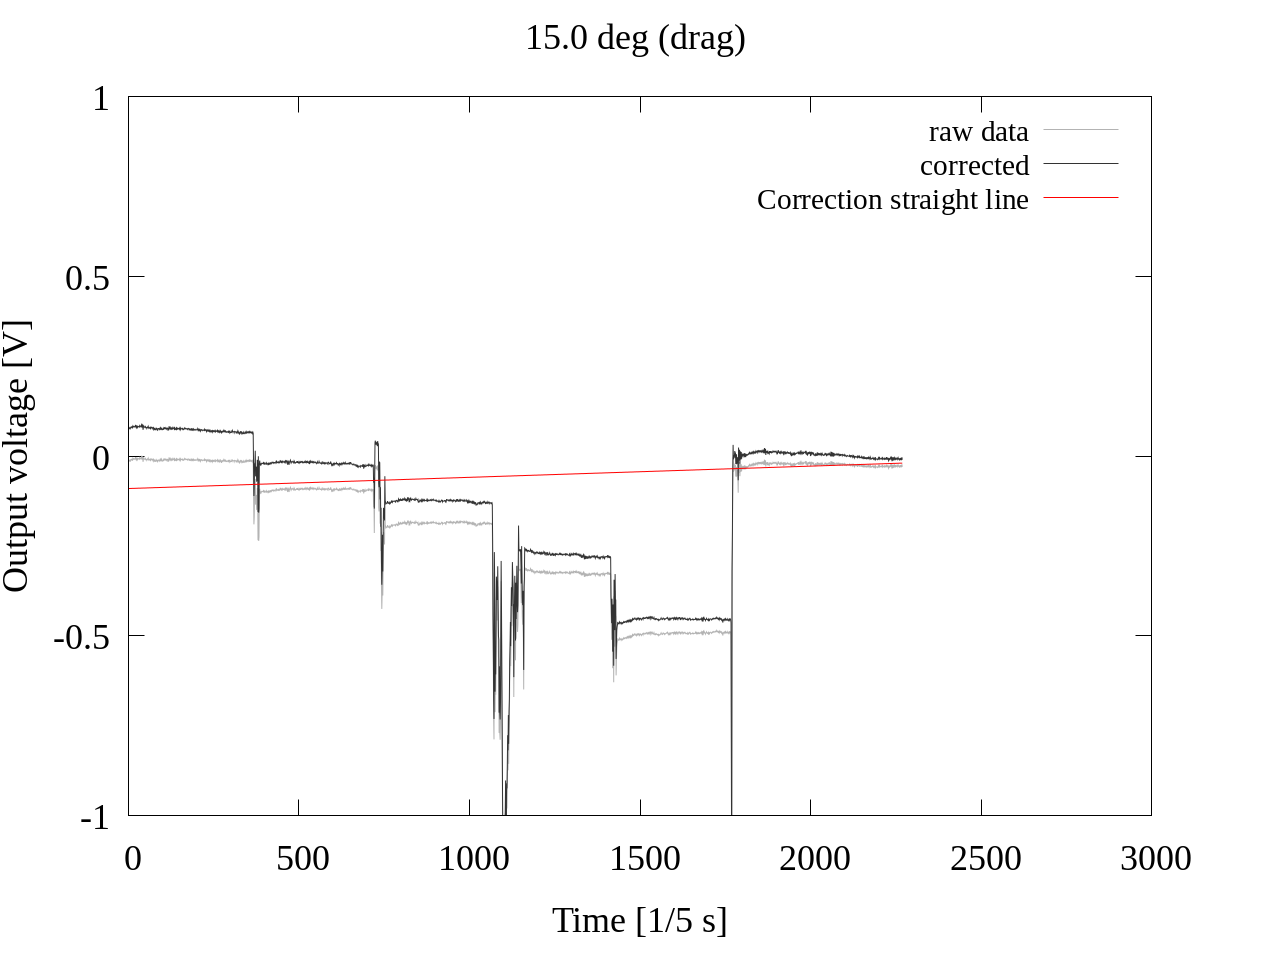 15.0 deg (drag)
raw data
corrected
Correction straight line
1
0.5
0
-0.5
-1
Output voltage [V]
0 500 1000 1500 2000 2500 3000
Time [1/5 s]